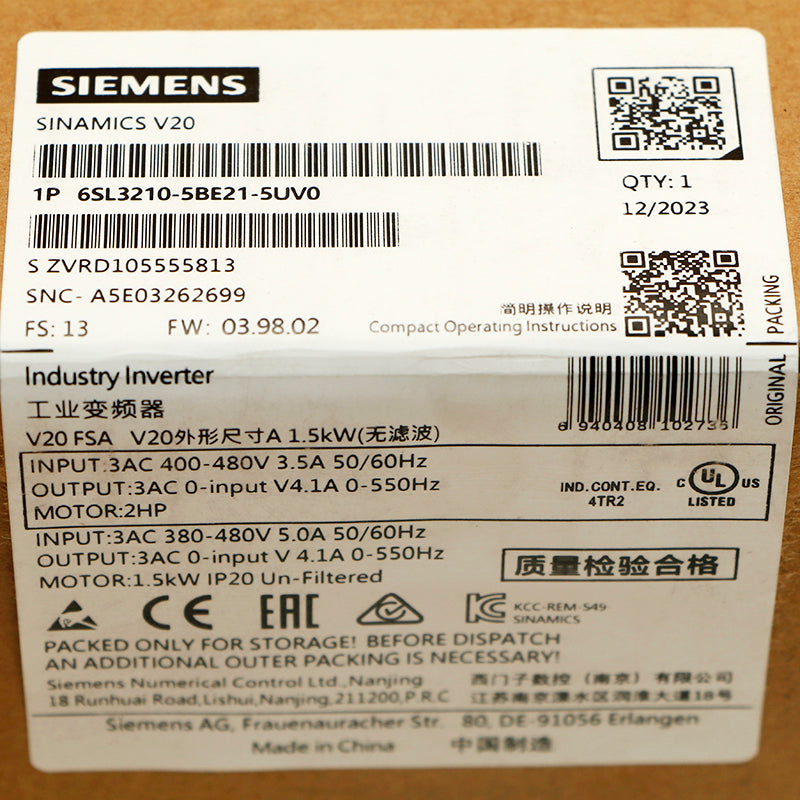 SIEMENS
SINAMICS V20
1P 6SL3210-5BE21-5UV0
QTY: 1
12/2023
S ZVRD105555813
SNC- A5E03262699
FS: 13 FW: 03.98.02
简明操作说明
Compact Operating Instructions
ORIGINAL PACKING
Industry Inverter
工业变频器
6 940408 102735
V20 FSA V20外形尺寸A 1.5kW(无滤波)
INPUT:3AC 400-480V 3.5A 50/60Hz
OUTPUT:3AC 0-input V4.1A 0-550Hz
MOTOR:2HP
IND.CONT.EQ.
4TR2
C UL US
LISTED
INPUT:3AC 380-480V 5.0A 50/60Hz
OUTPUT:3AC 0-input V 4.1A 0-550Hz
MOTOR:1.5kW IP20 Un-Filtered
质量检验合格
CE EAC KC KCC-REM-S49-
SINAMICS
PACKED ONLY FOR STORAGE! BEFORE DISPATCH
AN ADDITIONAL OUTER PACKING IS NECESSARY!
Siemens Numerical Control Ltd.,Nanjing 西门子数控(南京)有限公司
18 Runhuai Road,Lishui,Nanjing,211200,P.R.C 江苏南京溧水区润淮大道18号
Siemens AG, Frauenauracher Str. 80, DE-91056 Erlangen
Made in China 中国制造